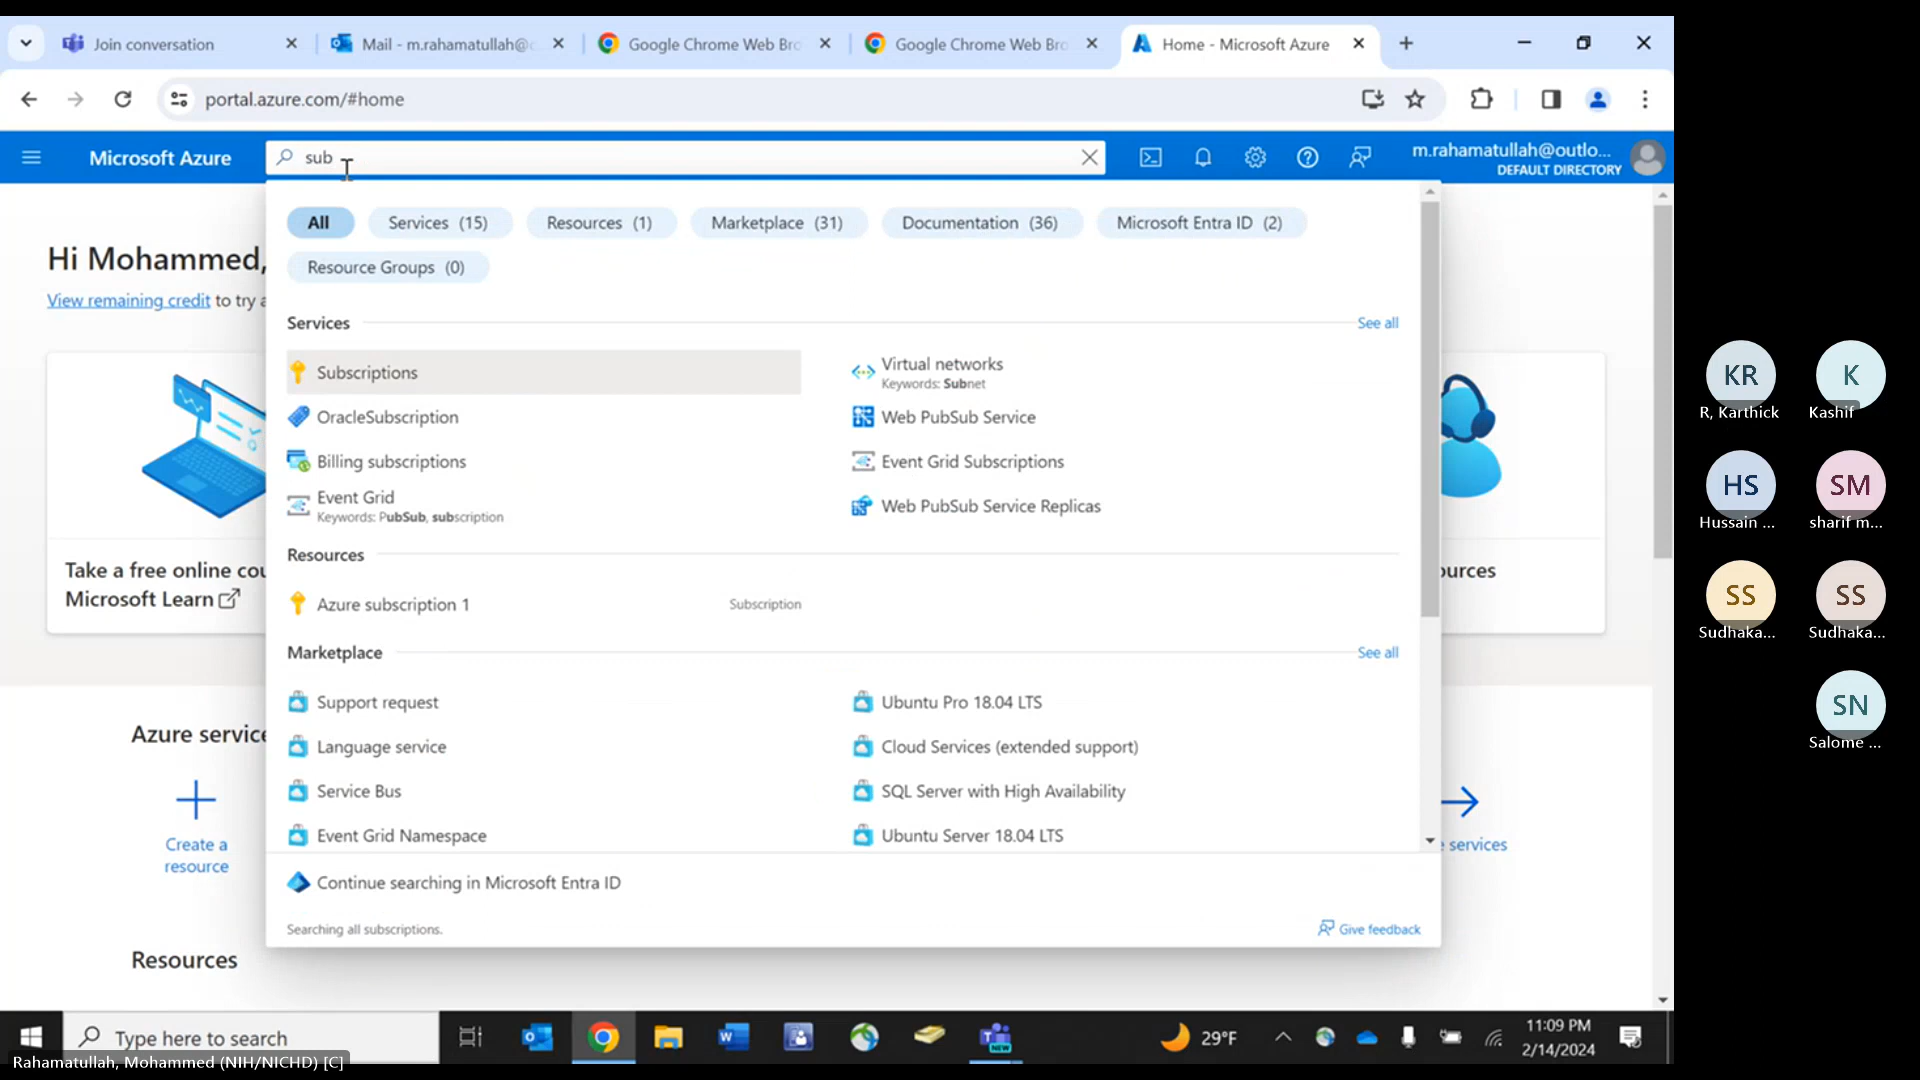 Join conversation
Mail - m.rahamatullah@
Google Chrome Web Bro
Google Chrome Web Bro
Home - Microsoft Azure
portal.azure.com/#home
Microsoft Azure
sub
m.rahamatullah@outlo...
DEFAULT DIRECTORY
All
Services (15)
Resources (1)
Marketplace (31)
Documentation (36)
Microsoft Entra ID (2)
Resource Groups (0)
Hi Mohammed,
View remaining credit to try a
Services
See all
Subscriptions
Virtual networks
Keywords: Subnet
OracleSubscription
Web PubSub Service
Billing subscriptions
Event Grid Subscriptions
Event Grid
Keywords: PubSub, subscription
Web PubSub Service Replicas
Resources
Azure subscription 1
Subscription
Marketplace
See all
Support request
Ubuntu Pro 18.04 LTS
Language service
Cloud Services (extended support)
Service Bus
SQL Server with High Availability
Event Grid Namespace
Ubuntu Server 18.04 LTS
Continue searching in Microsoft Entra ID
Searching all subscriptions.
Give feedback
Take a free online cou
Microsoft Learn
ources
Azure service
Create a
resource
services
Resources
KR
R, Karthick
K
Kashif
HS
Hussain ...
SM
sharif m...
SS
Sudhaka...
SS
Sudhaka...
SN
Salome ...
Type here to search
NEW
29°F
11:09 PM
2/14/2024
Rahamatullah, Mohammed (NIH/NICHD) [C]